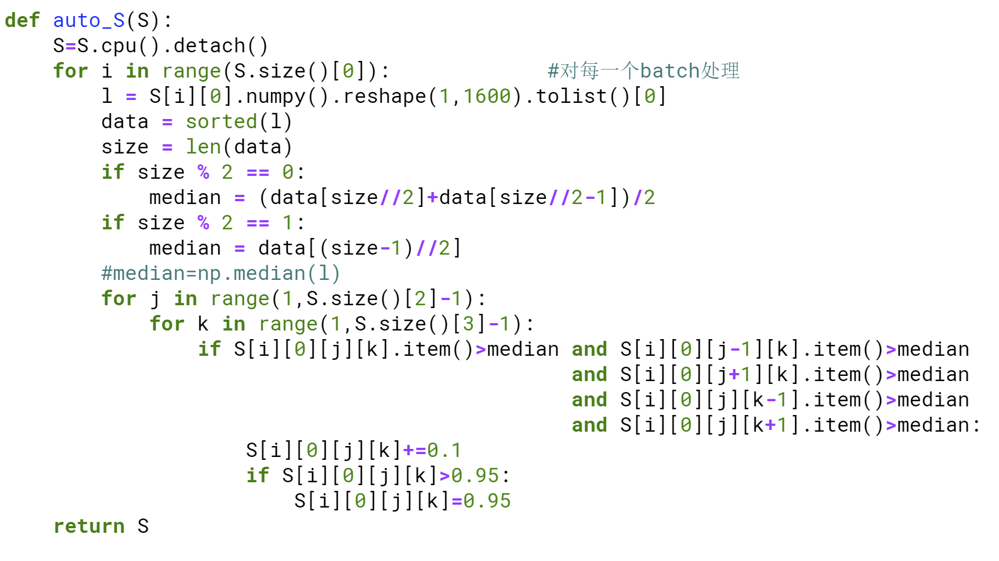 def auto_S(S):
    S=S.cpu().detach()
    for i in range(S.size()[0]):             #对每一个batch处理
        l = S[i][0].numpy().reshape(1,1600).tolist()[0]
        data = sorted(l)
        size = len(data)
        if size % 2 == 0:
            median = (data[size//2]+data[size//2-1])/2
        if size % 2 == 1:
            median = data[(size-1)//2]
        #median=np.median(l)
        for j in range(1,S.size()[2]-1):
            for k in range(1,S.size()[3]-1):
                if S[i][0][j][k].item()>median and S[i][0][j-1][k].item()>median
                                               and S[i][0][j+1][k].item()>median
                                               and S[i][0][j][k-1].item()>median
                                               and S[i][0][j][k+1].item()>median:
                    S[i][0][j][k]+=0.1
                    if S[i][0][j][k]>0.95:
                        S[i][0][j][k]=0.95
    return S